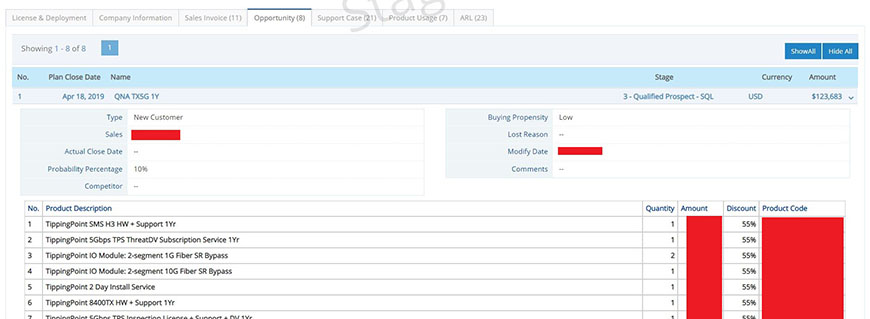 License & Deployment Company Information Sales Invoice (11) Opportunity (8) Support Case (21) Product Usage (7) ARL (23)
Showing 1 - 8 of 8 1 ShowAll Hide All
No. Plan Close Date Name Stage Currency Amount
1 Apr 18, 2019 QNA TX5G 1Y 3 - Qualified Prospect - SQL USD $123,683
Type New Customer Buying Propensity Low
Sales Lost Reason --
Actual Close Date -- Modify Date
Probability Percentage 10% Comments --
Competitor --
No. Product Description Quantity Amount Discount Product Code
1 TippingPoint SMS H3 HW + Support 1Yr 1 55%
2 TippingPoint 5Gbps TPS ThreatDV Subscription Service 1Yr 1 55%
3 TippingPoint IO Module: 2-segment 1G Fiber SR Bypass 2 55%
4 TippingPoint IO Module: 2-segment 10G Fiber SR Bypass 1 55%
5 TippingPoint 2 Day Install Service 1 55%
6 TippingPoint 8400TX HW + Support 1Yr 1 55%
7 TippingPoint 5Gbps TPS Inspection License + Support + DV 1Yr 1 55%